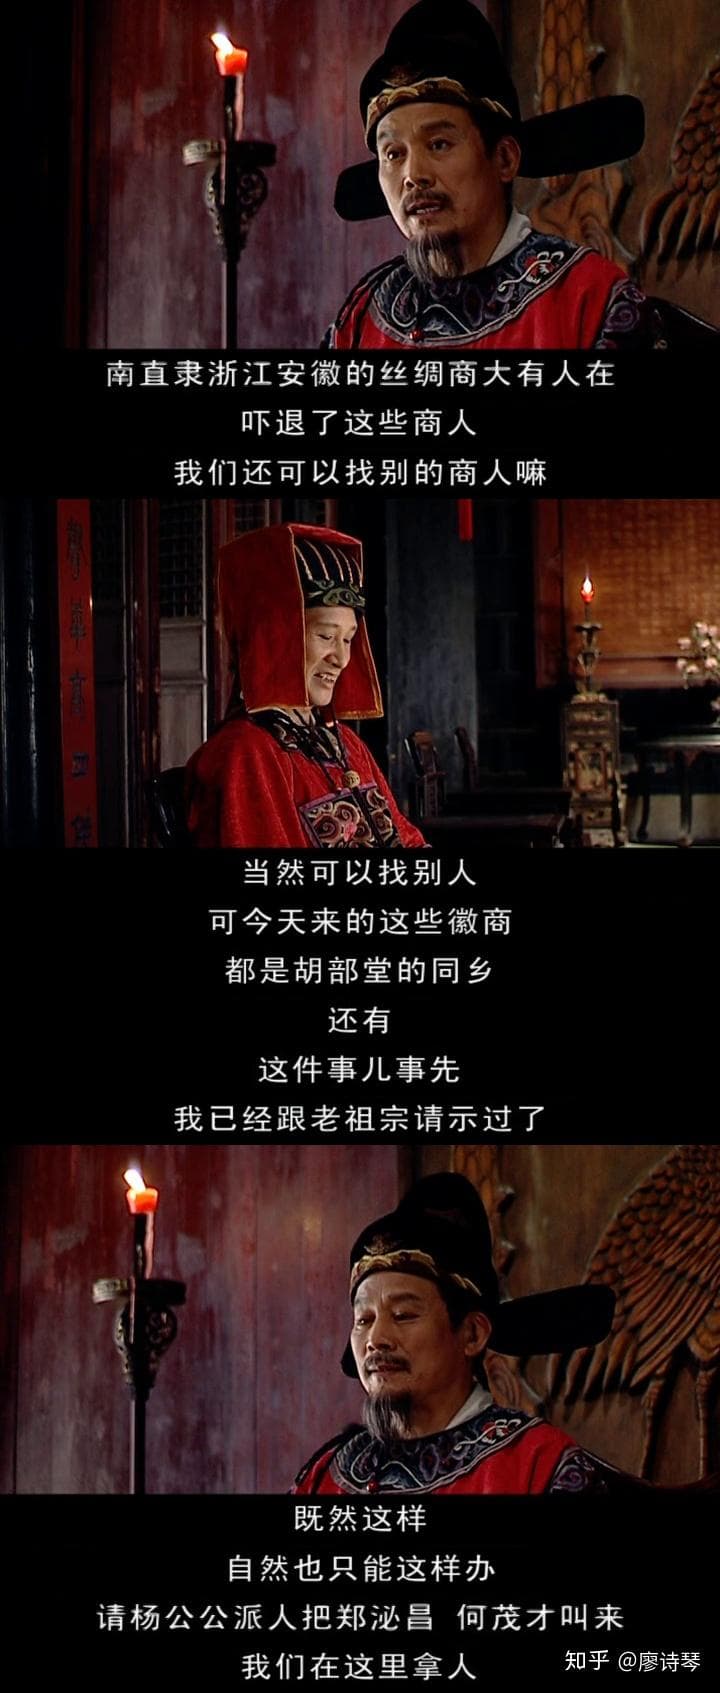 南直隶浙江安徽的丝绸商大有人在
吓退了这些商人
我们还可以找别的商人嘛
当然可以找别人
可今天来的这些徽商
都是胡部堂的同乡
还有
这件事儿事先
我已经跟老祖宗请示过了
既然这样
自然也只能这样办
请杨公公派人把郑泌昌 何茂才叫来
我们在这里拿人
知乎 @廖诗琴